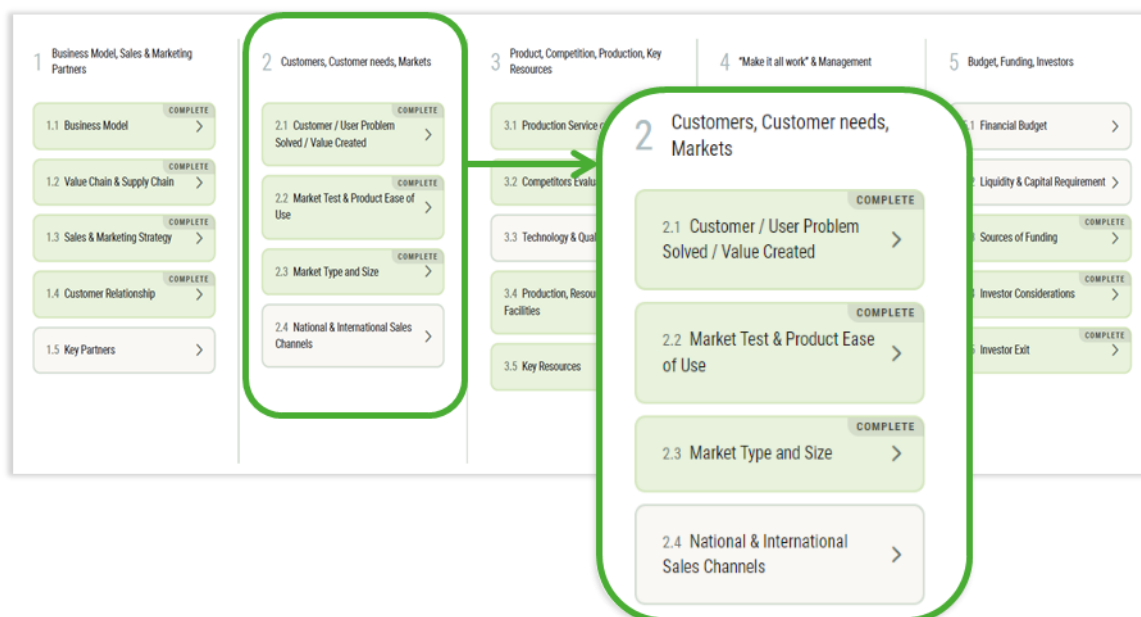 1 Business Model, Sales & Marketing
Partners
COMPLETE
1.1 Business Model
COMPLETE
1.2 Value Chain & Supply Chain
COMPLETE
1.3 Sales & Marketing Strategy
COMPLETE
1.4 Customer Relationship
1.5 Key Partners
2 Customers, Customer needs, Markets
COMPLETE
2.1 Customer / User Problem
Solved / Value Created
COMPLETE
2.2 Market Test & Product Ease of
Use
COMPLETE
2.3 Market Type and Size
2.4 National & International Sales
Channels
3 Product, Competition, Production, Key
Resources
3.1 Production Service
3.2 Competitors
3.3 Technology &
3.4 Production,
Facilities
3.5 Key Resources
4 "Make it all work" & Management
2 Customers, Customer needs,
Markets
COMPLETE
2.1 Customer / User Problem
Solved / Value Created
COMPLETE
2.2 Market Test & Product Ease
of Use
COMPLETE
2.3 Market Type and Size
2.4 National & International
Sales Channels
5 Budget, Funding, Investors
Financial Budget
Liquidity & Capital Requirement
COMPLETE
Sources of Funding
COMPLETE
Investor Considerations
COMPLETE
Investor Exit